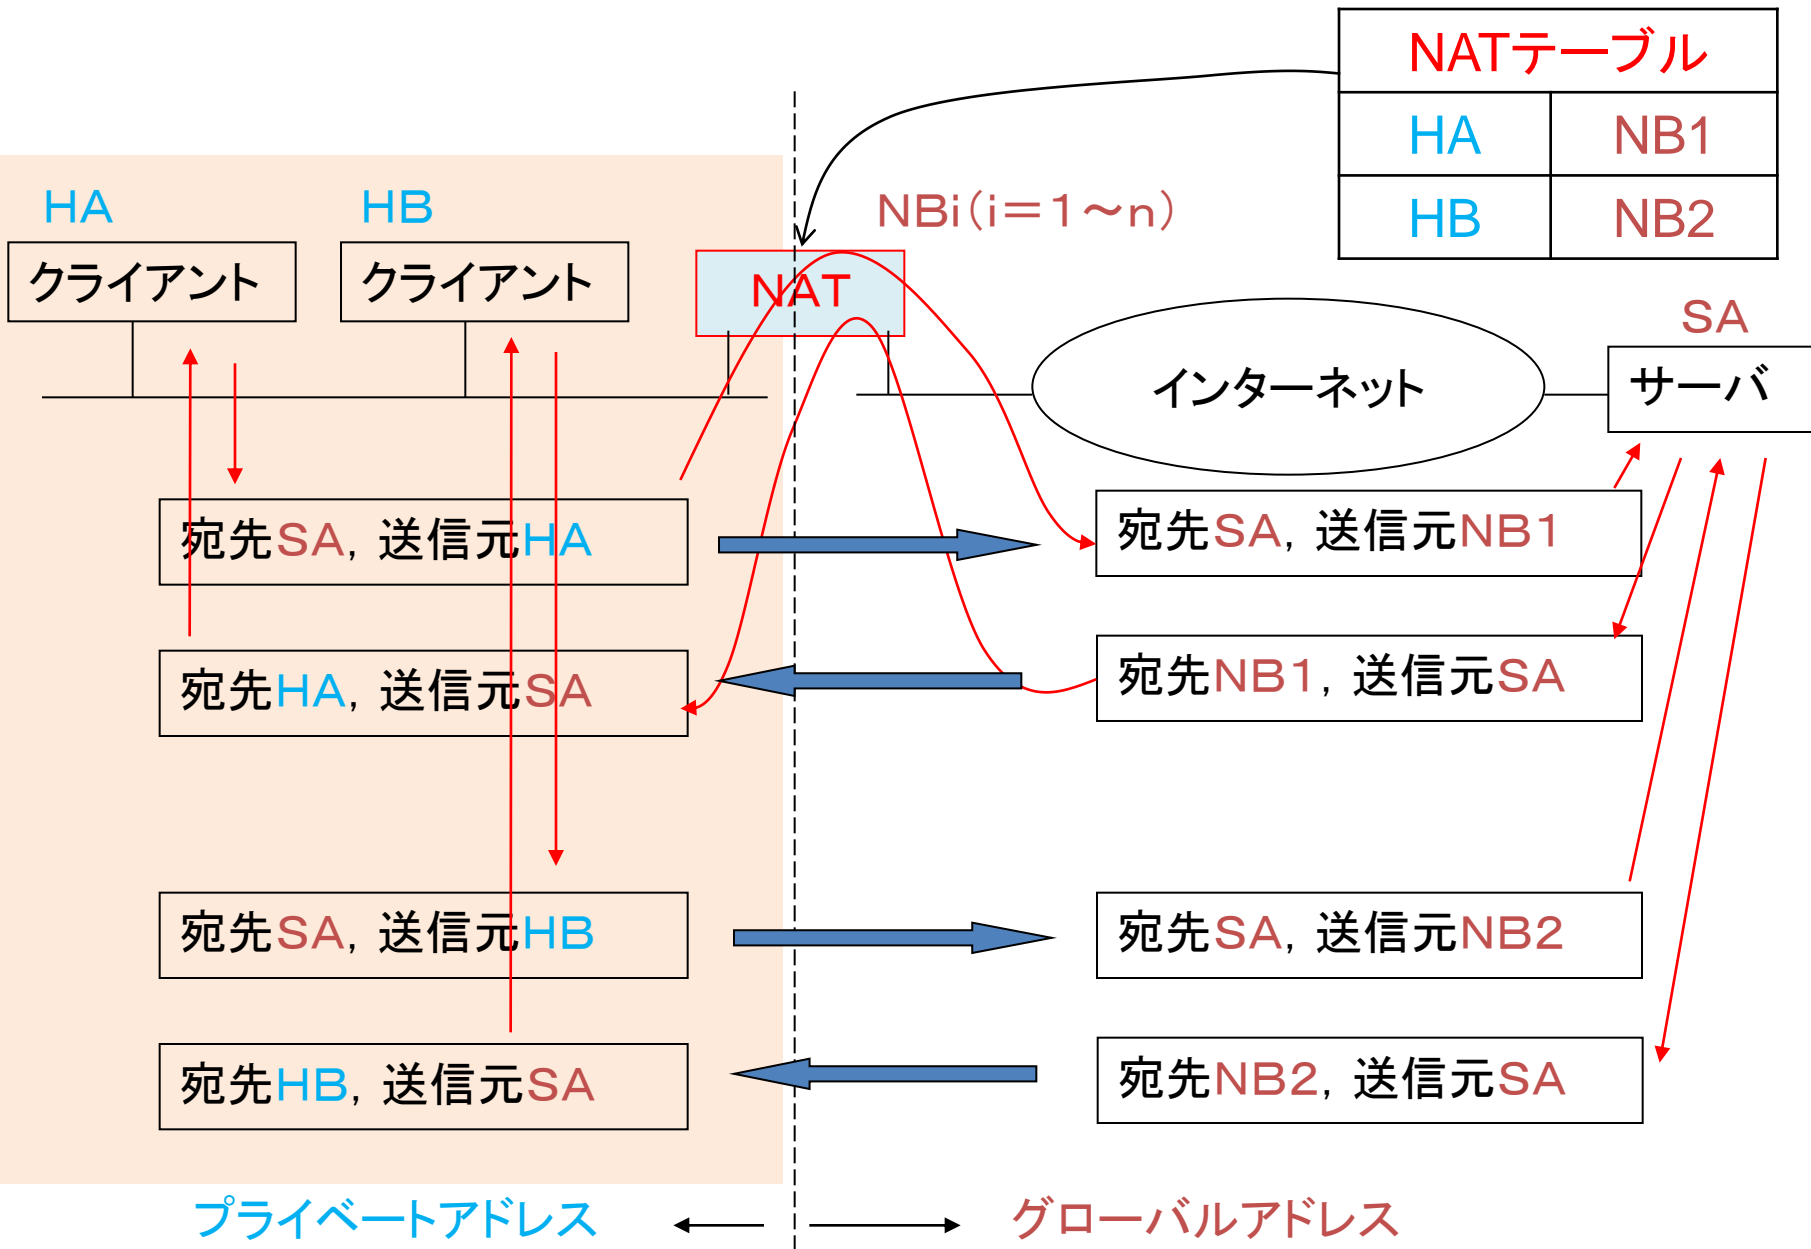 NATテーブル
HA NB1
HB NB2
HA
HB
NBi(i=1~n)
クライアント
クライアント
NAT
SA
インターネット
サーバ
宛先SA, 送信元HA
宛先SA, 送信元NB1
宛先HA, 送信元SA
宛先NB1, 送信元SA
宛先SA, 送信元HB
宛先SA, 送信元NB2
宛先HB, 送信元SA
宛先NB2, 送信元SA
プライベートアドレス
グローバルアドレス